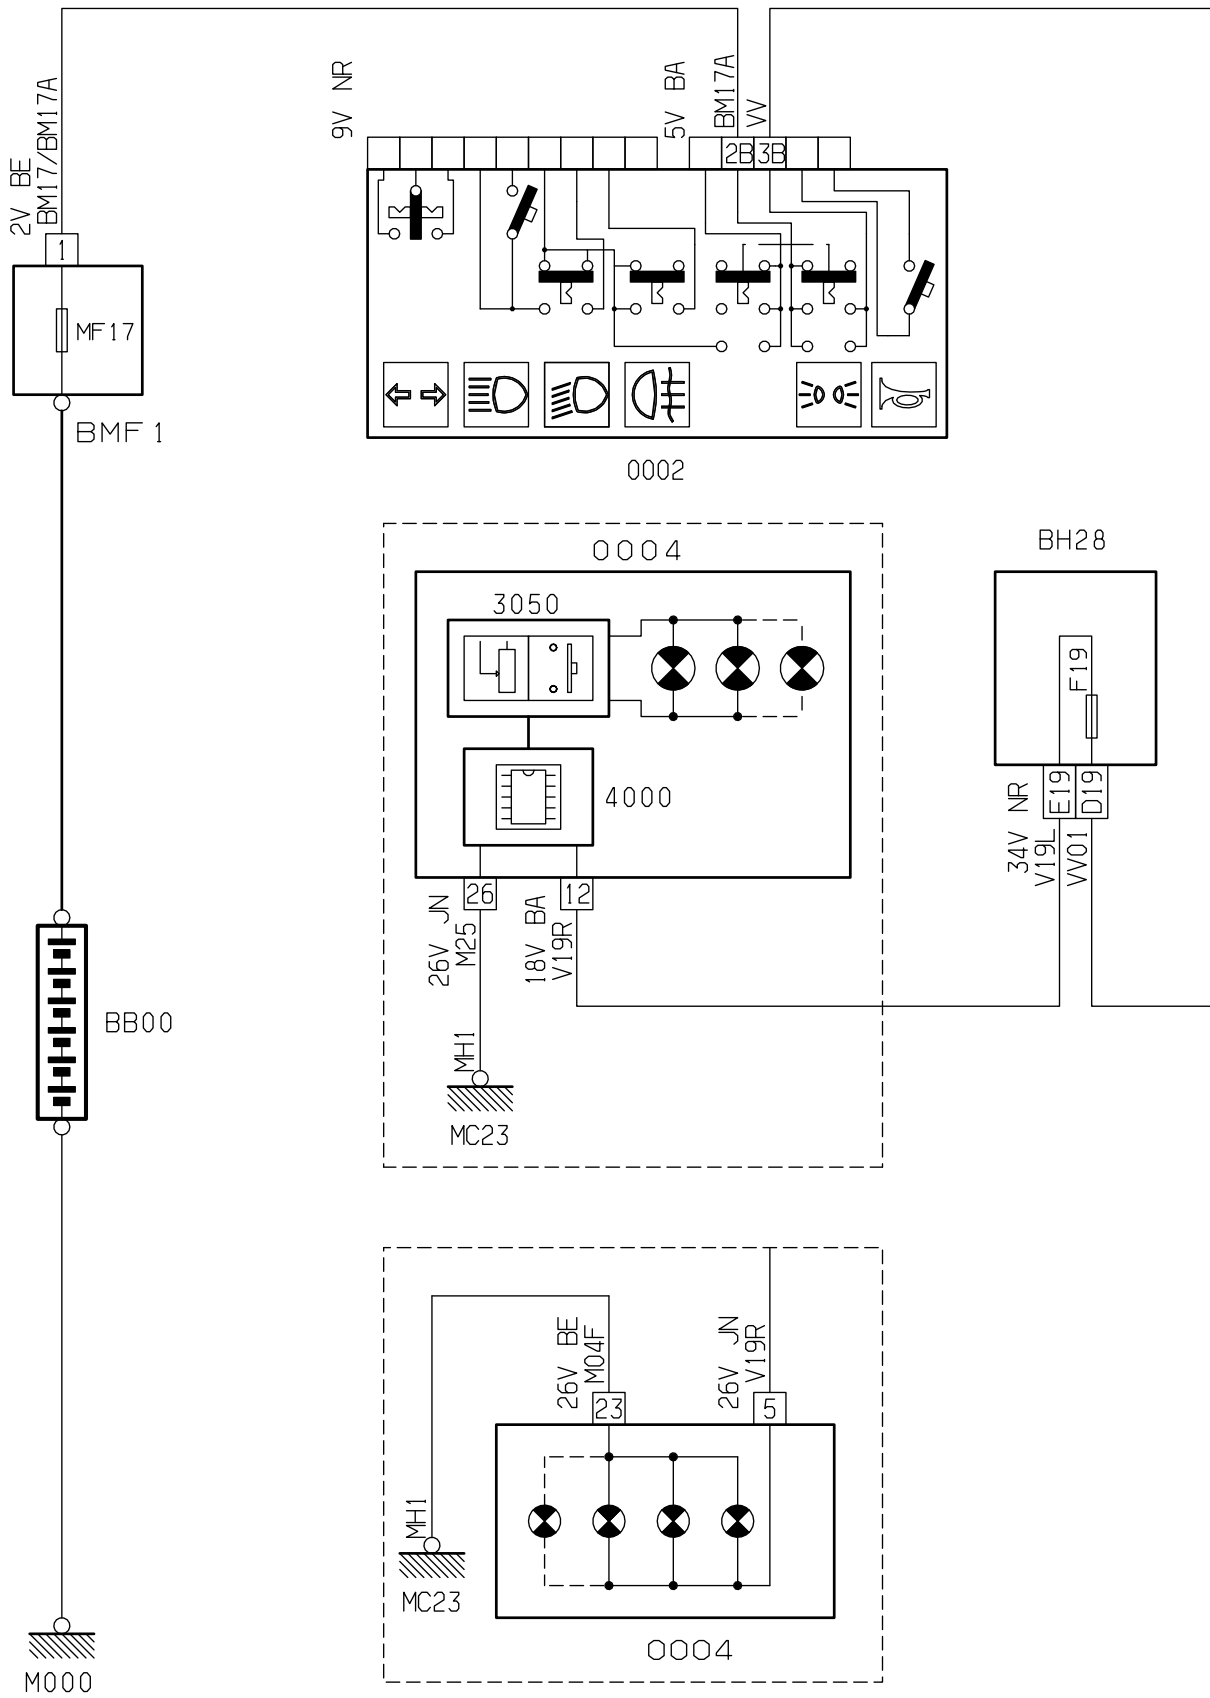 2V BE
BM17/BM17A
1
MF17
BMF1
9V NR
5V BA
BM17A
VV
2B
3B
0002
0004
3050
4000
26
12
26V JN
M25
18V BA
V19R
MH1
MC23
BH28
F19
E19
D19
34V NR
V19L
VV01
BB00
26V BE
M04F
26V JN
V19R
23
5
MH1
MC23
0004
M000